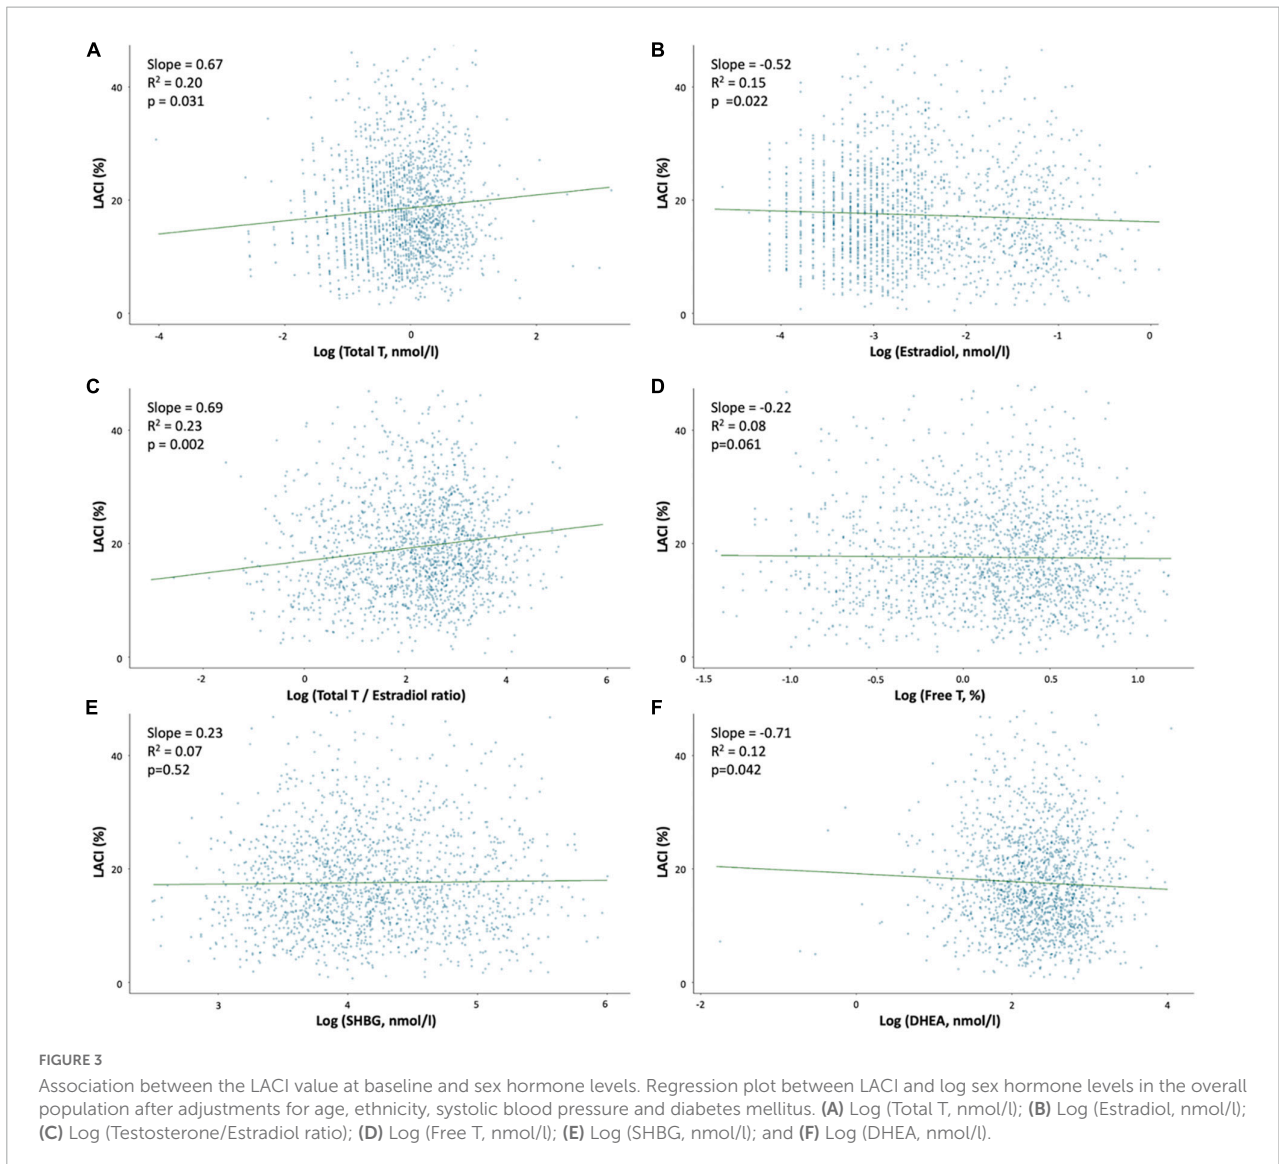 A
Slope = 0.67
R² = 0.20
p = 0.031
LACI (%)
40
20
0
-4
-2
0
2
Log (Total T, nmol/l)
B
Slope = -0.52
R² = 0.15
p =0.022
LACI (%)
40
20
0
-4
-3
-2
-1
0
Log (Estradiol, nmol/l)
C
Slope = 0.69
R² = 0.23
p = 0.002
LACI (%)
40
20
0
-2
0
2
4
6
Log (Total T / Estradiol ratio)
D
Slope = -0.22
R² = 0.08
p=0.061
LACI (%)
40
20
0
-1.5
-1.0
-0.5
0.0
0.5
1.0
Log (Free T, %)
E
Slope = 0.23
R² = 0.07
p=0.52
LACI (%)
40
20
0
3
4
5
6
Log (SHBG, nmol/l)
F
Slope = -0.71
R² = 0.12
p=0.042
LACI (%)
40
20
0
-2
0
2
4
Log (DHEA, nmol/l)
FIGURE 3
Association between the LACI value at baseline and sex hormone levels. Regression plot between LACI and log sex hormone levels in the overall
population after adjustments for age, ethnicity, systolic blood pressure and diabetes mellitus. (A) Log (Total T, nmol/l); (B) Log (Estradiol, nmol/l);
(C) Log (Testosterone/Estradiol ratio); (D) Log (Free T, nmol/l); (E) Log (SHBG, nmol/l); and (F) Log (DHEA, nmol/l).